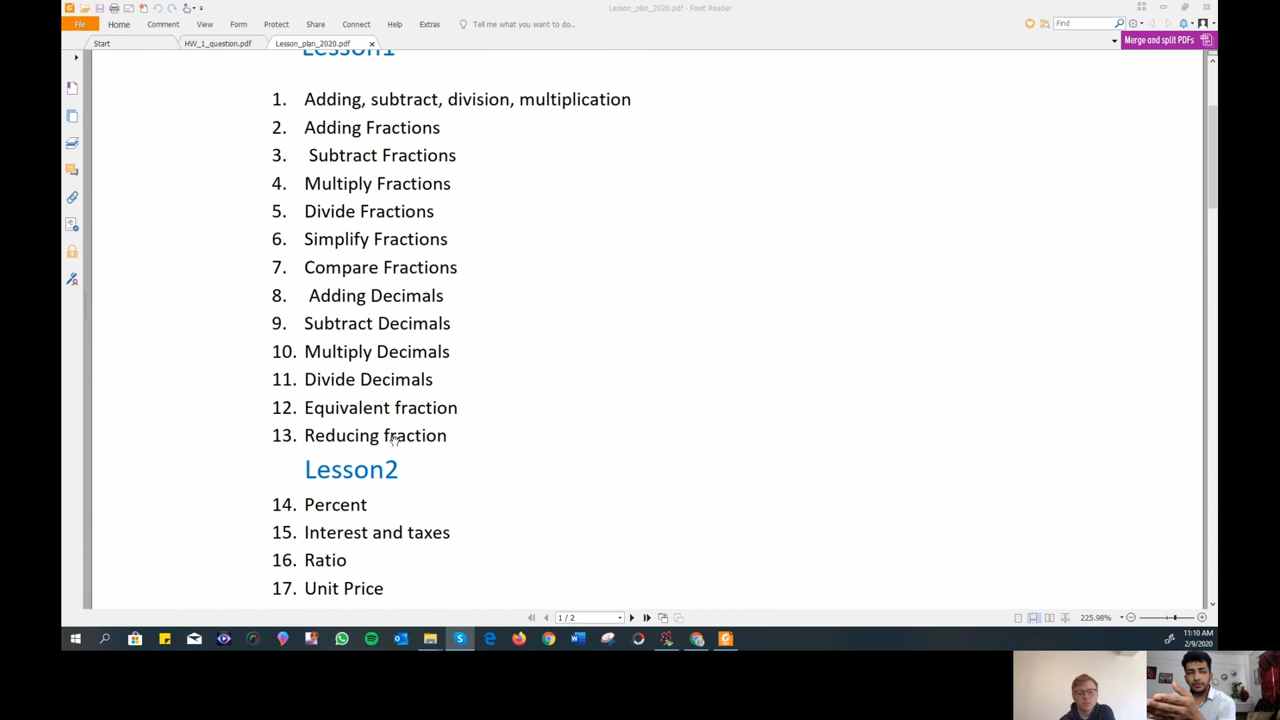 Lesson_plan_2020.pdf - Foxit Reader
File Home Comment View Form Protect Share Connect Help Extras Tell me what you want to do... Find
Start HW_1_question.pdf Lesson_plan_2020.pdf Merge and split PDFs
Lesson1
1. Adding, subtract, division, multiplication
2. Adding Fractions
3. Subtract Fractions
4. Multiply Fractions
5. Divide Fractions
6. Simplify Fractions
7. Compare Fractions
8. Adding Decimals
9. Subtract Decimals
10. Multiply Decimals
11. Divide Decimals
12. Equivalent fraction
13. Reducing fraction
Lesson2
14. Percent
15. Interest and taxes
16. Ratio
17. Unit Price
1 / 2 225.98%
11:10 AM
2/9/2020